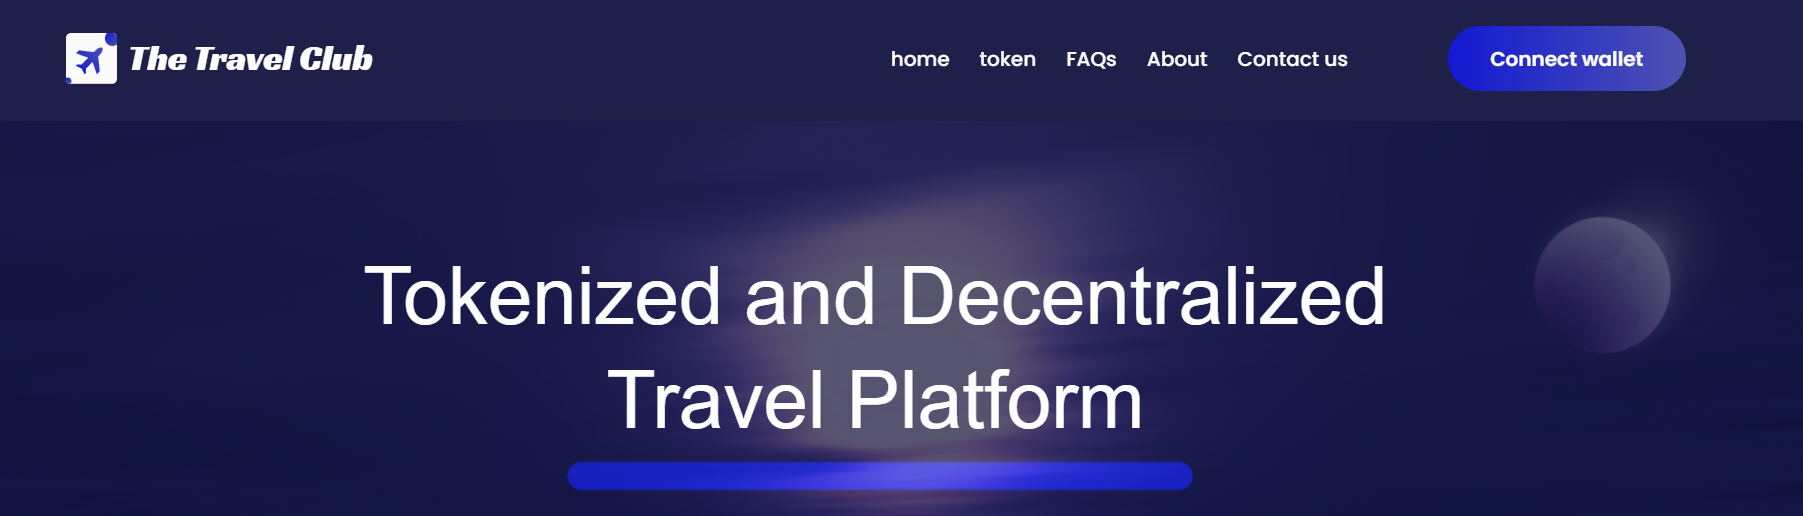 The Travel Club
home token FAQs About Contact us Connect wallet
Tokenized and Decentralized
Travel Platform